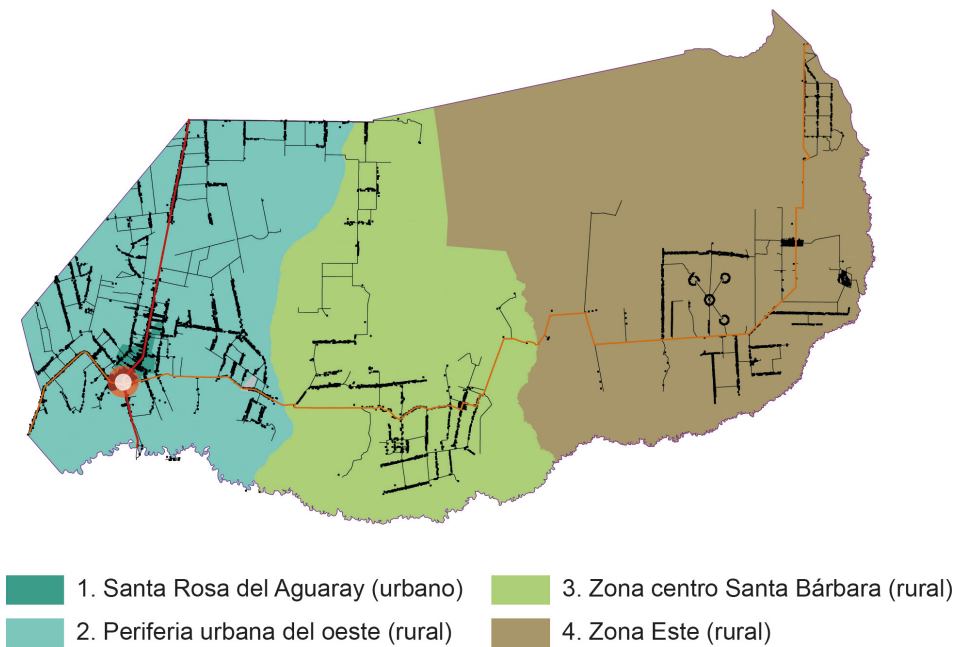 1. Santa Rosa del Aguaray (urbano)
2. Periferia urbana del oeste (rural)
3. Zona centro Santa Bárbara (rural)
4. Zona Este (rural)